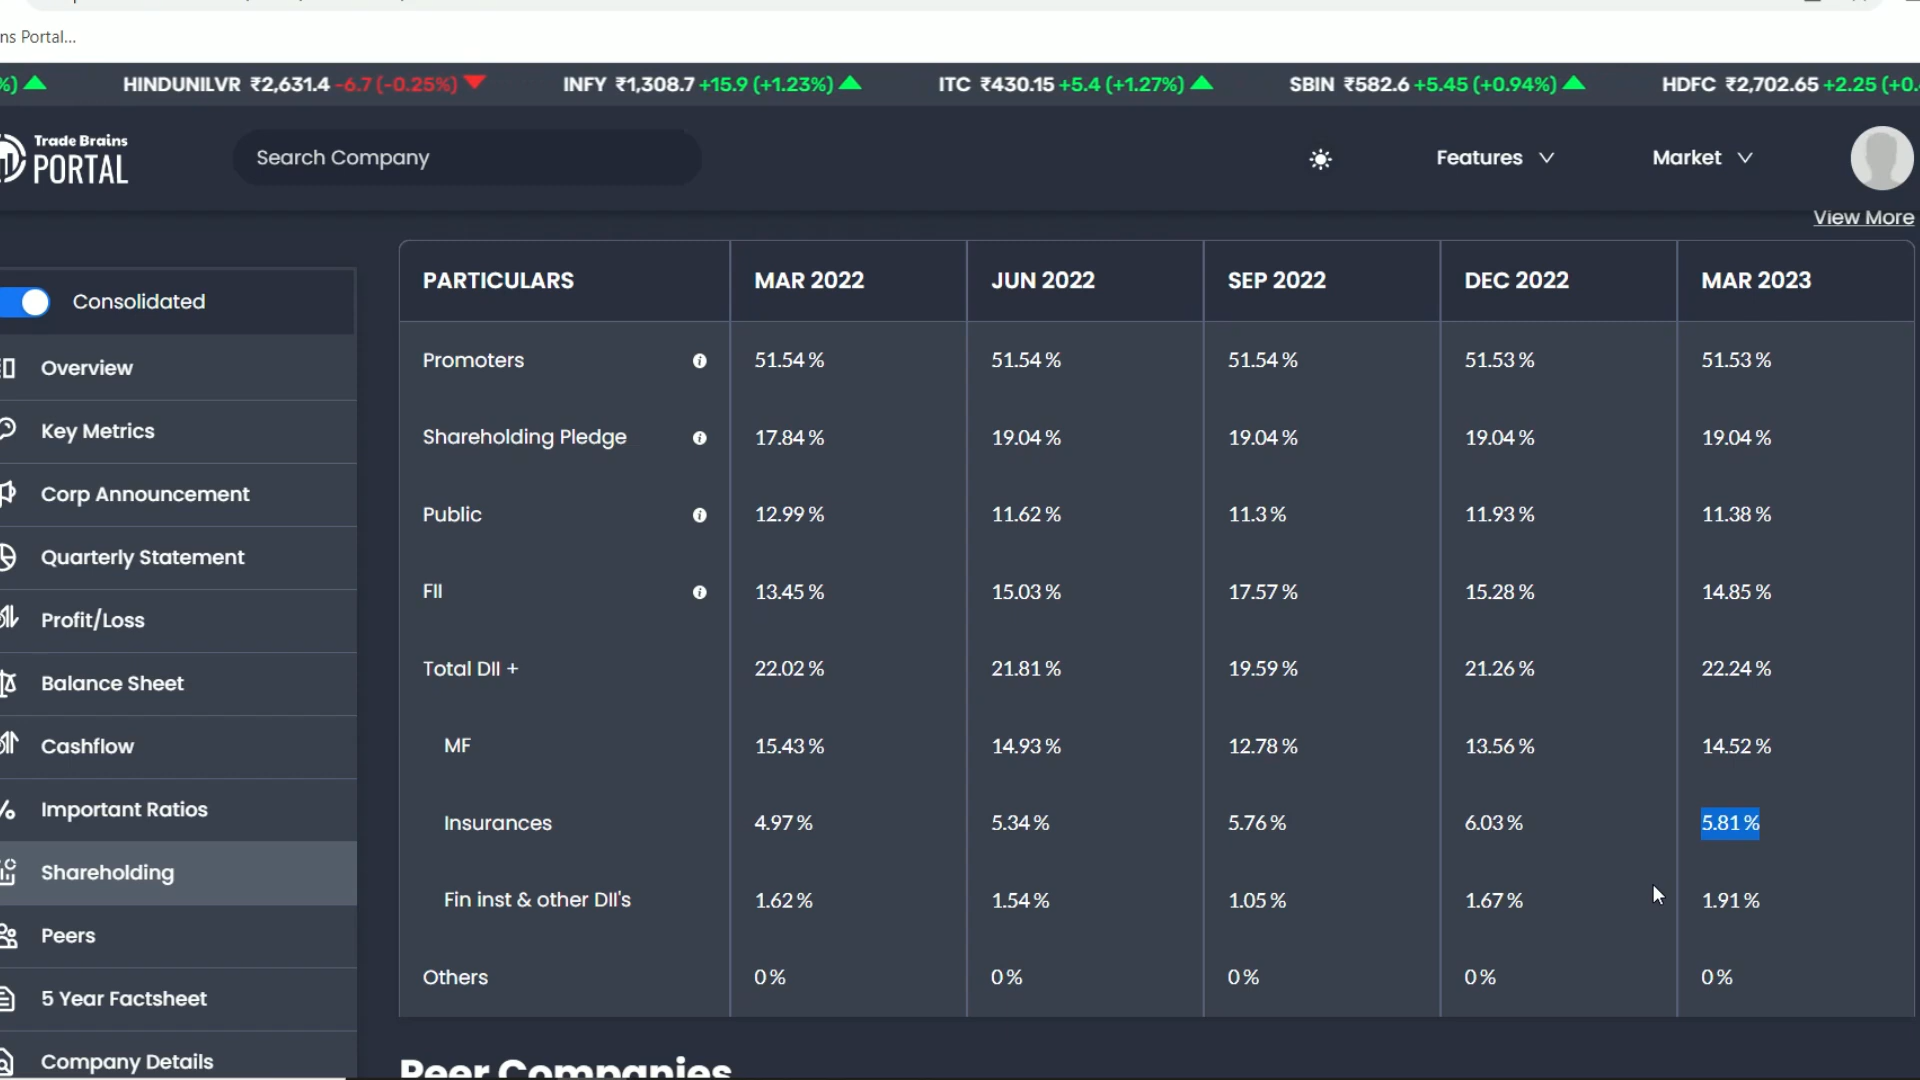 ns Portal...
%) HINDUNILVR ₹2,631.4 -6.7 (-0.25%) INFY ₹1,308.7 +15.9 (+1.23%) ITC ₹430.15 +5.4 (+1.27%) SBIN ₹582.6 +5.45 (+0.94%) HDFC ₹2,702.65 +2.25 (+0.
Trade Brains
PORTAL
Search Company
Features
Market
View More
Consolidated
Overview
Key Metrics
Corp Announcement
Quarterly Statement
Profit/Loss
Balance Sheet
Cashflow
Important Ratios
Shareholding
Peers
5 Year Factsheet
Company Details
PARTICULARS MAR 2022 JUN 2022 SEP 2022 DEC 2022 MAR 2023
Promoters 51.54 % 51.54 % 51.54 % 51.53 % 51.53 %
Shareholding Pledge 17.84 % 19.04 % 19.04 % 19.04 % 19.04 %
Public 12.99 % 11.62 % 11.3 % 11.93 % 11.38 %
FII 13.45 % 15.03 % 17.57 % 15.28 % 14.85 %
Total DII + 22.02 % 21.81 % 19.59 % 21.26 % 22.24 %
MF 15.43 % 14.93 % 12.78 % 13.56 % 14.52 %
Insurances 4.97 % 5.34 % 5.76 % 6.03 % 5.81 %
Fin inst & other DII's 1.62 % 1.54 % 1.05 % 1.67 % 1.91 %
Others 0 % 0 % 0 % 0 % 0 %
Peer Companies